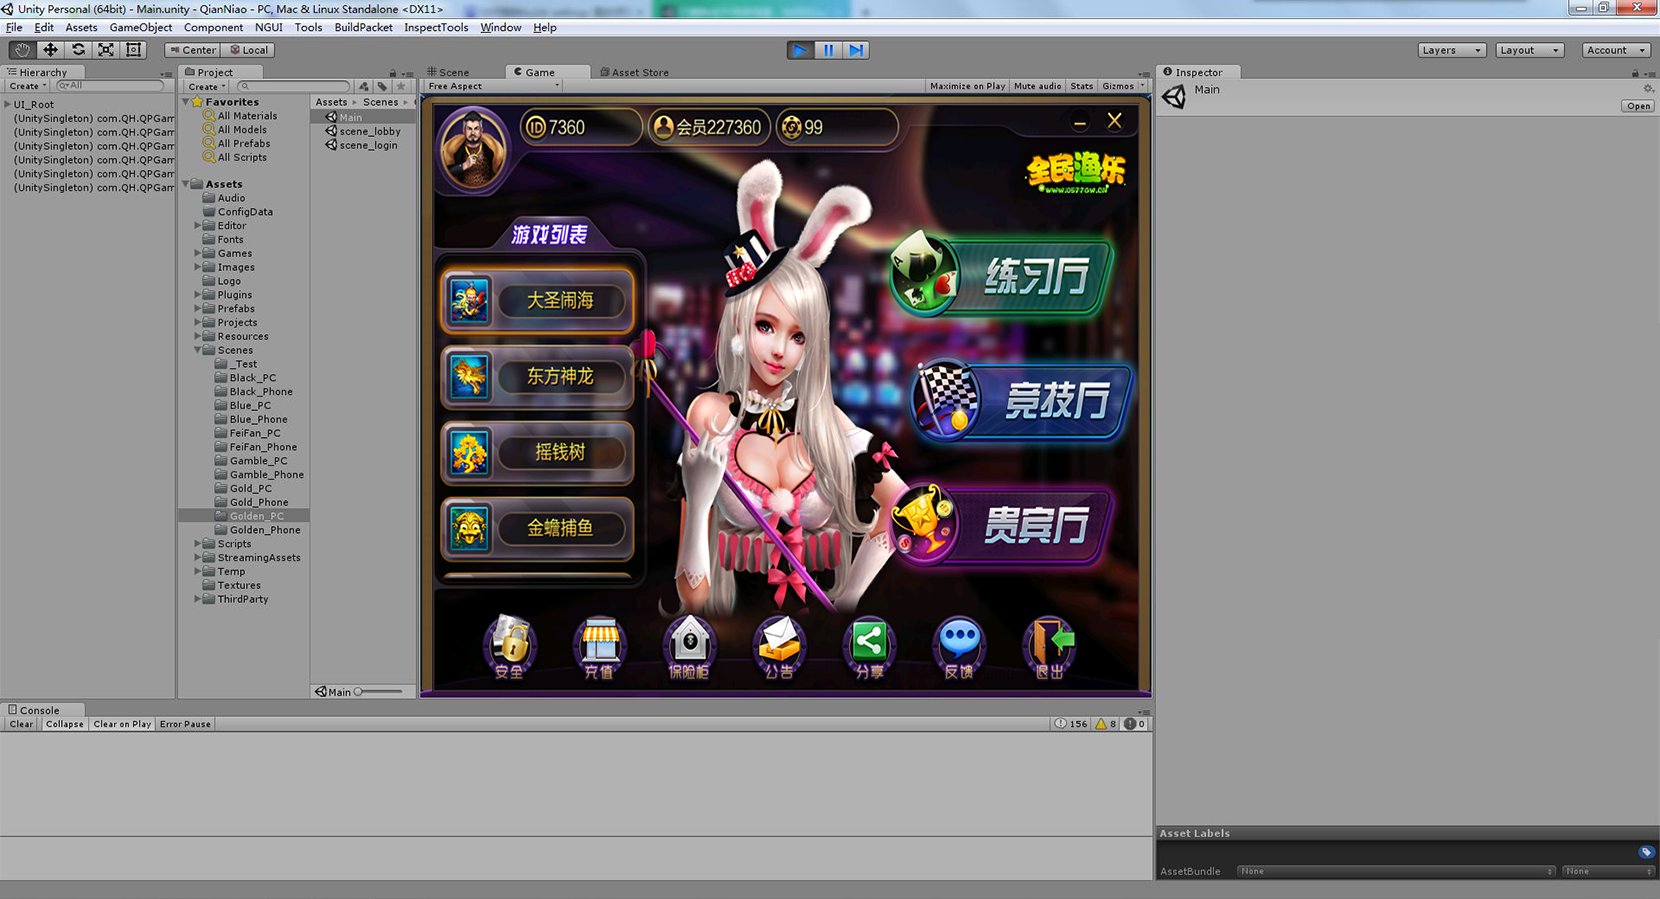 Unity Personal (64bit) - Main.unity - QianNiao - PC, Mac & Linux Standalone <DX11>
File Edit Assets GameObject Component NGUI Tools BuildPacket InspectTools Window Help
Center Local
Layers Layout Account
Hierarchy
Create All
UI_Root
(UnitySingleton) com.QH.QPGam
(UnitySingleton) com.QH.QPGam
(UnitySingleton) com.QH.QPGam
(UnitySingleton) com.QH.QPGam
(UnitySingleton) com.QH.QPGam
(UnitySingleton) com.QH.QPGam
Project
Create
Favorites
All Materials
All Models
All Prefabs
All Scripts
Assets
Audio
ConfigData
Editor
Fonts
Games
Images
Logo
Plugins
Prefabs
Projects
Resources
Scenes
_Test
Black_PC
Black_Phone
Blue_PC
Blue_Phone
FeiFan_PC
FeiFan_Phone
Gamble_PC
Gamble_Phone
Gold_PC
Gold_Phone
Golden_PC
Golden_Phone
Scripts
StreamingAssets
Temp
Textures
ThirdParty
Assets Scenes
Main
scene_lobby
scene_login
Main
Scene Game Asset Store
Free Aspect
Maximize on Play Mute audio Stats Gizmos
ID 7360
会员227360
99
全民渔乐
WWW.0577GW.CN
游戏列表
大圣闹海
东方神龙
摇钱树
金蟾捕鱼
练习厅
竞技厅
贵宾厅
安全
充值
保险柜
公告
分享
反馈
退出
Inspector
Main
Open
Console
Clear Collapse Clear on Play Error Pause
156 8 0
Asset Labels
AssetBundle None None